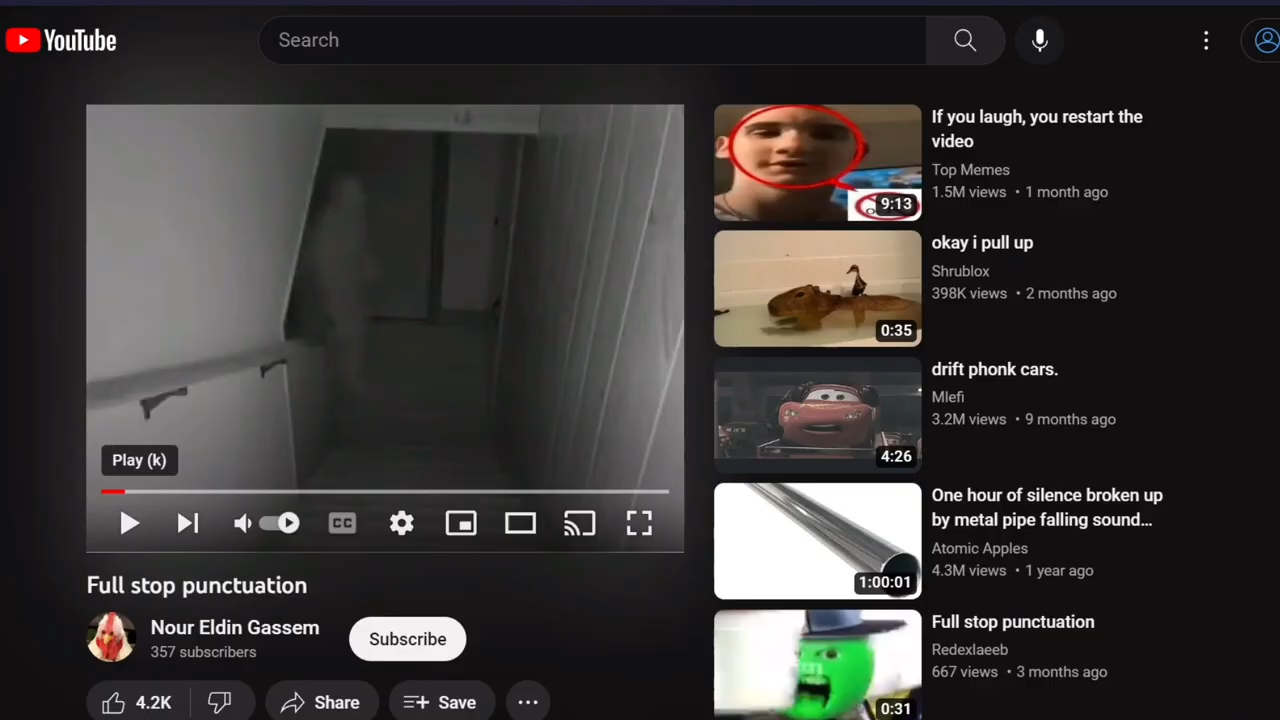 YouTube
Search
Play (k)
CC
Full stop punctuation
Nour Eldin Gassem
357 subscribers
Subscribe
4.2K
Share
Save
9:13
If you laugh, you restart the
video
Top Memes
1.5M views • 1 month ago
0:35
okay i pull up
Shrublox
398K views • 2 months ago
4:26
drift phonk cars.
Mlefi
3.2M views • 9 months ago
1:00:01
One hour of silence broken up
by metal pipe falling sound...
Atomic Apples
4.3M views • 1 year ago
0:31
Full stop punctuation
Redexlaeeb
667 views • 3 months ago